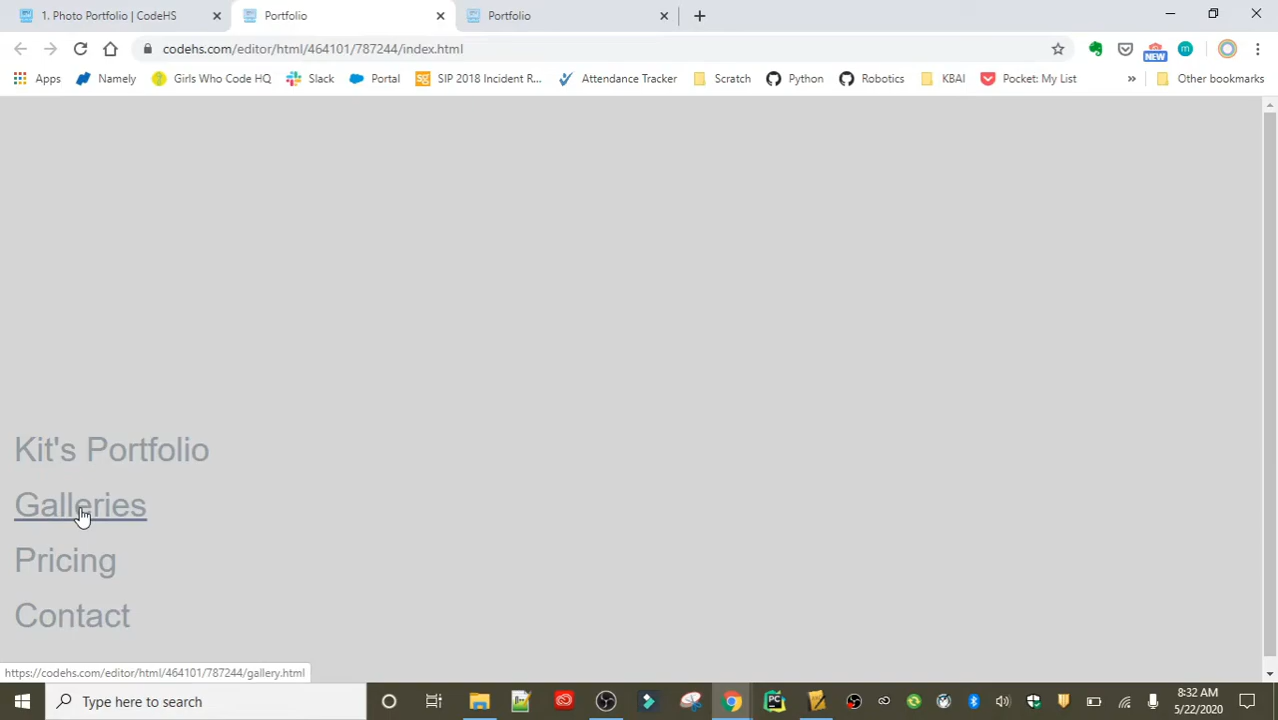 1. Photo Portfolio | CodeHS
Portfolio
Portfolio
codehs.com/editor/html/464101/787244/index.html
NEW
m
Apps
Namely
Girls Who Code HQ
Slack
Portal
sg
SIP 2018 Incident R...
Attendance Tracker
Scratch
Python
Robotics
KBAI
Pocket: My List
»
Other bookmarks
Kit's Portfolio
Galleries
Pricing
Contact
https://codehs.com/editor/html/464101/787244/gallery.html
Type here to search
PC
8:32 AM
5/22/2020